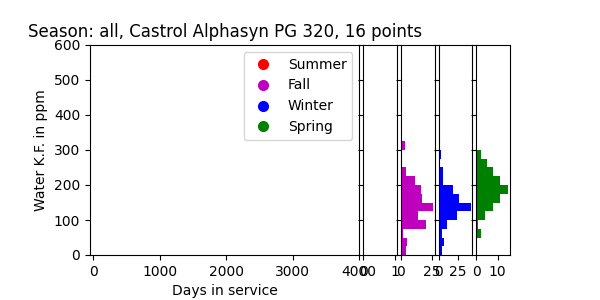 Season: all, Castrol Alphasyn PG 320, 16 points
Water K.F. in ppm
600
500
400
300
200
100
0
Summer
Fall
Winter
Spring
0 1000 2000 3000 4000 0 1 0 25 0 25 0 10
Days in service